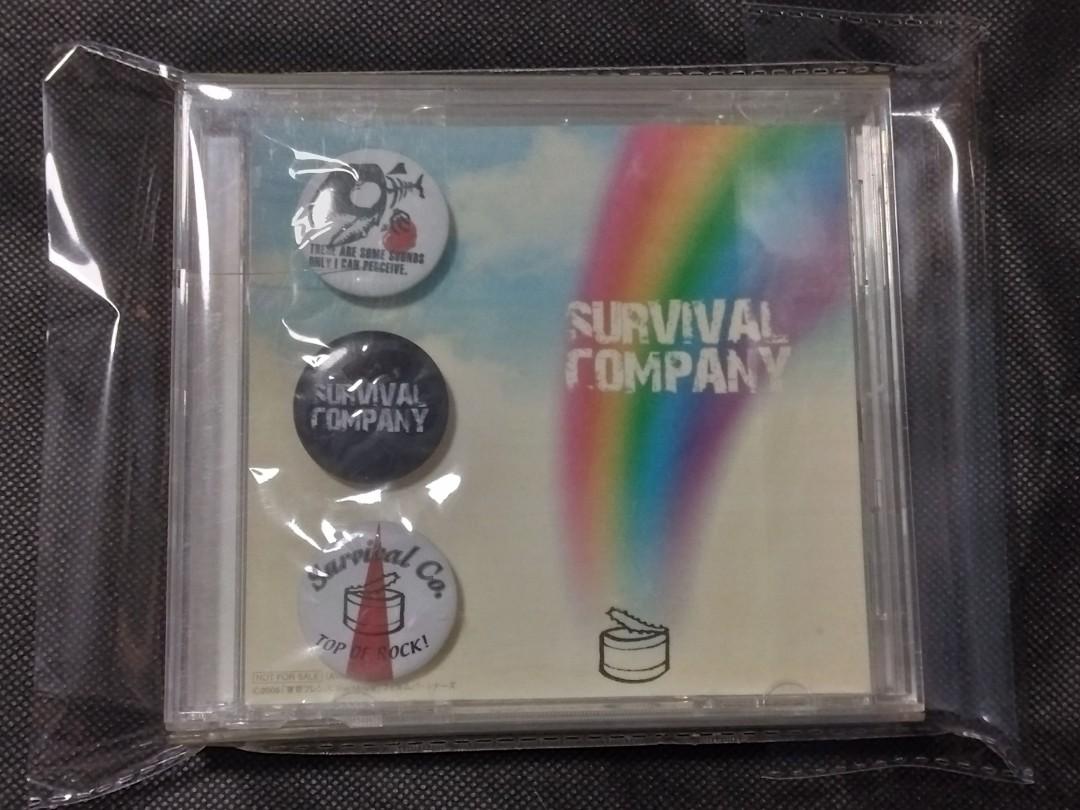 THERE ARE SOME SOUNDS
ONLY I CAN PERCEIVE.
SURVIVAL
COMPANY
SURVIVAL
COMPANY
Survival Co.
TOP OF ROCK!
NOT FOR SALE